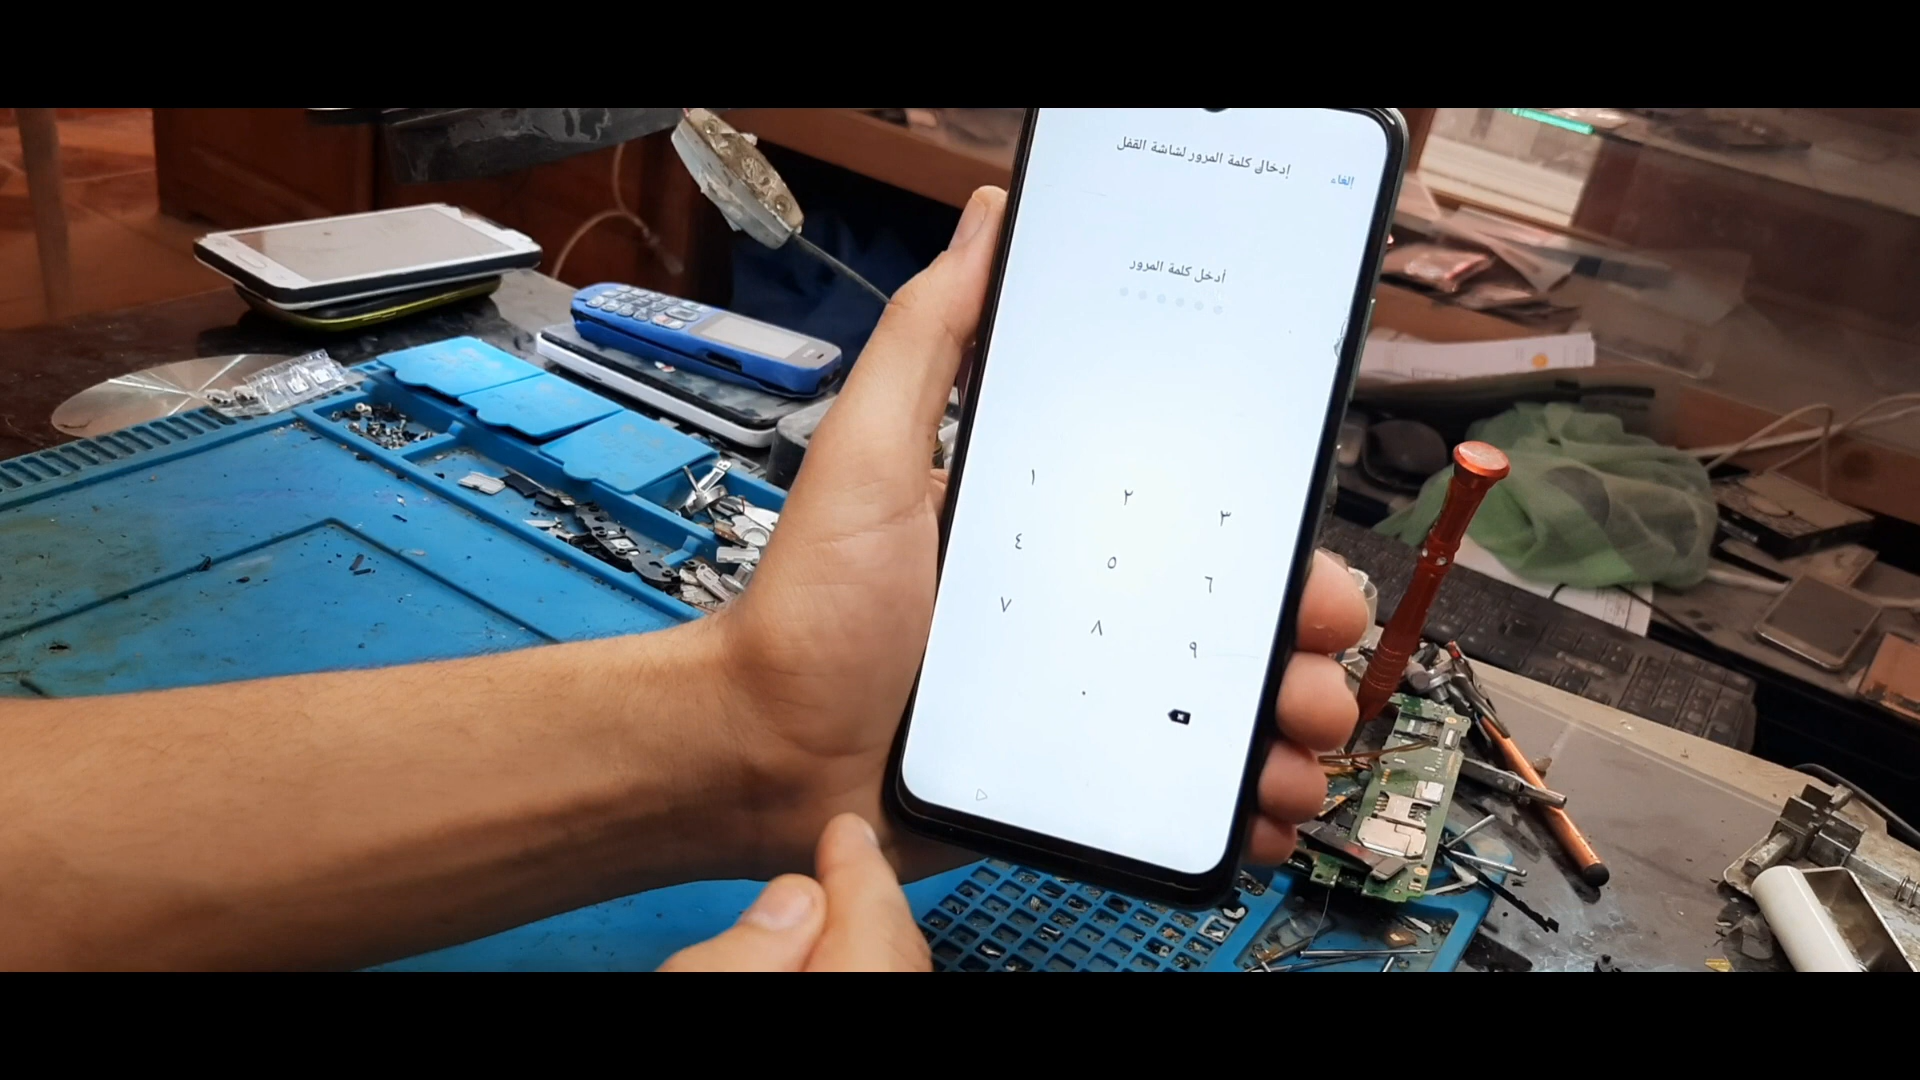 إدخال كلمة المرور لشاشة القفل
إلغاء
أدخل كلمة المرور
١ ٢ ٣
٤ ٥ ٦
٧ ٨ ٩
٠